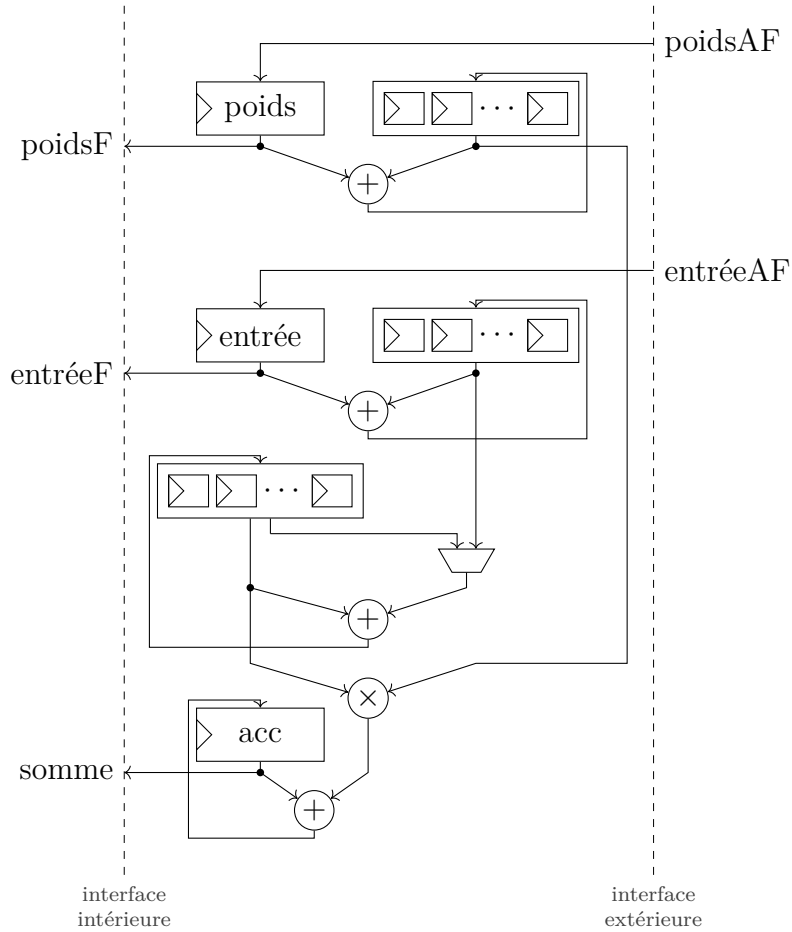 poidsAF
poids
poidsF
entréeAF
entrée
entréeF
acc
somme
interface
intérieure
interface
extérieure